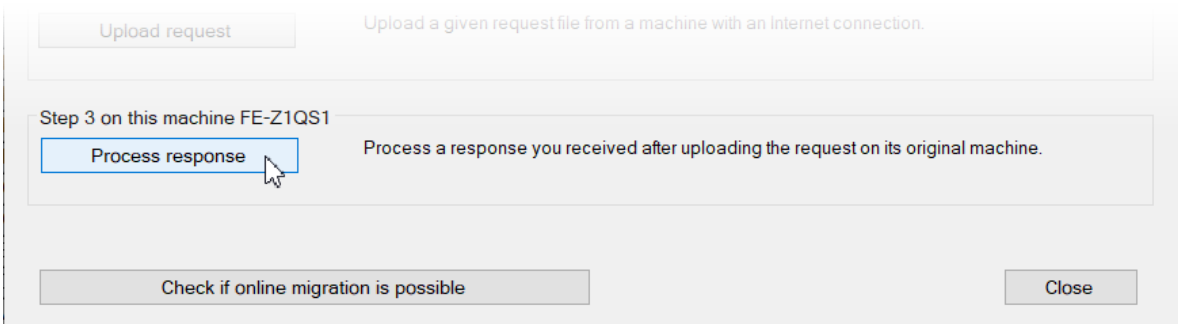 Upload request
Upload a given request file from a machine with an Internet connection.
Step 3 on this machine FE-Z1QS1
Process response
Process a response you received after uploading the request on its original machine.
Check if online migration is possible
Close